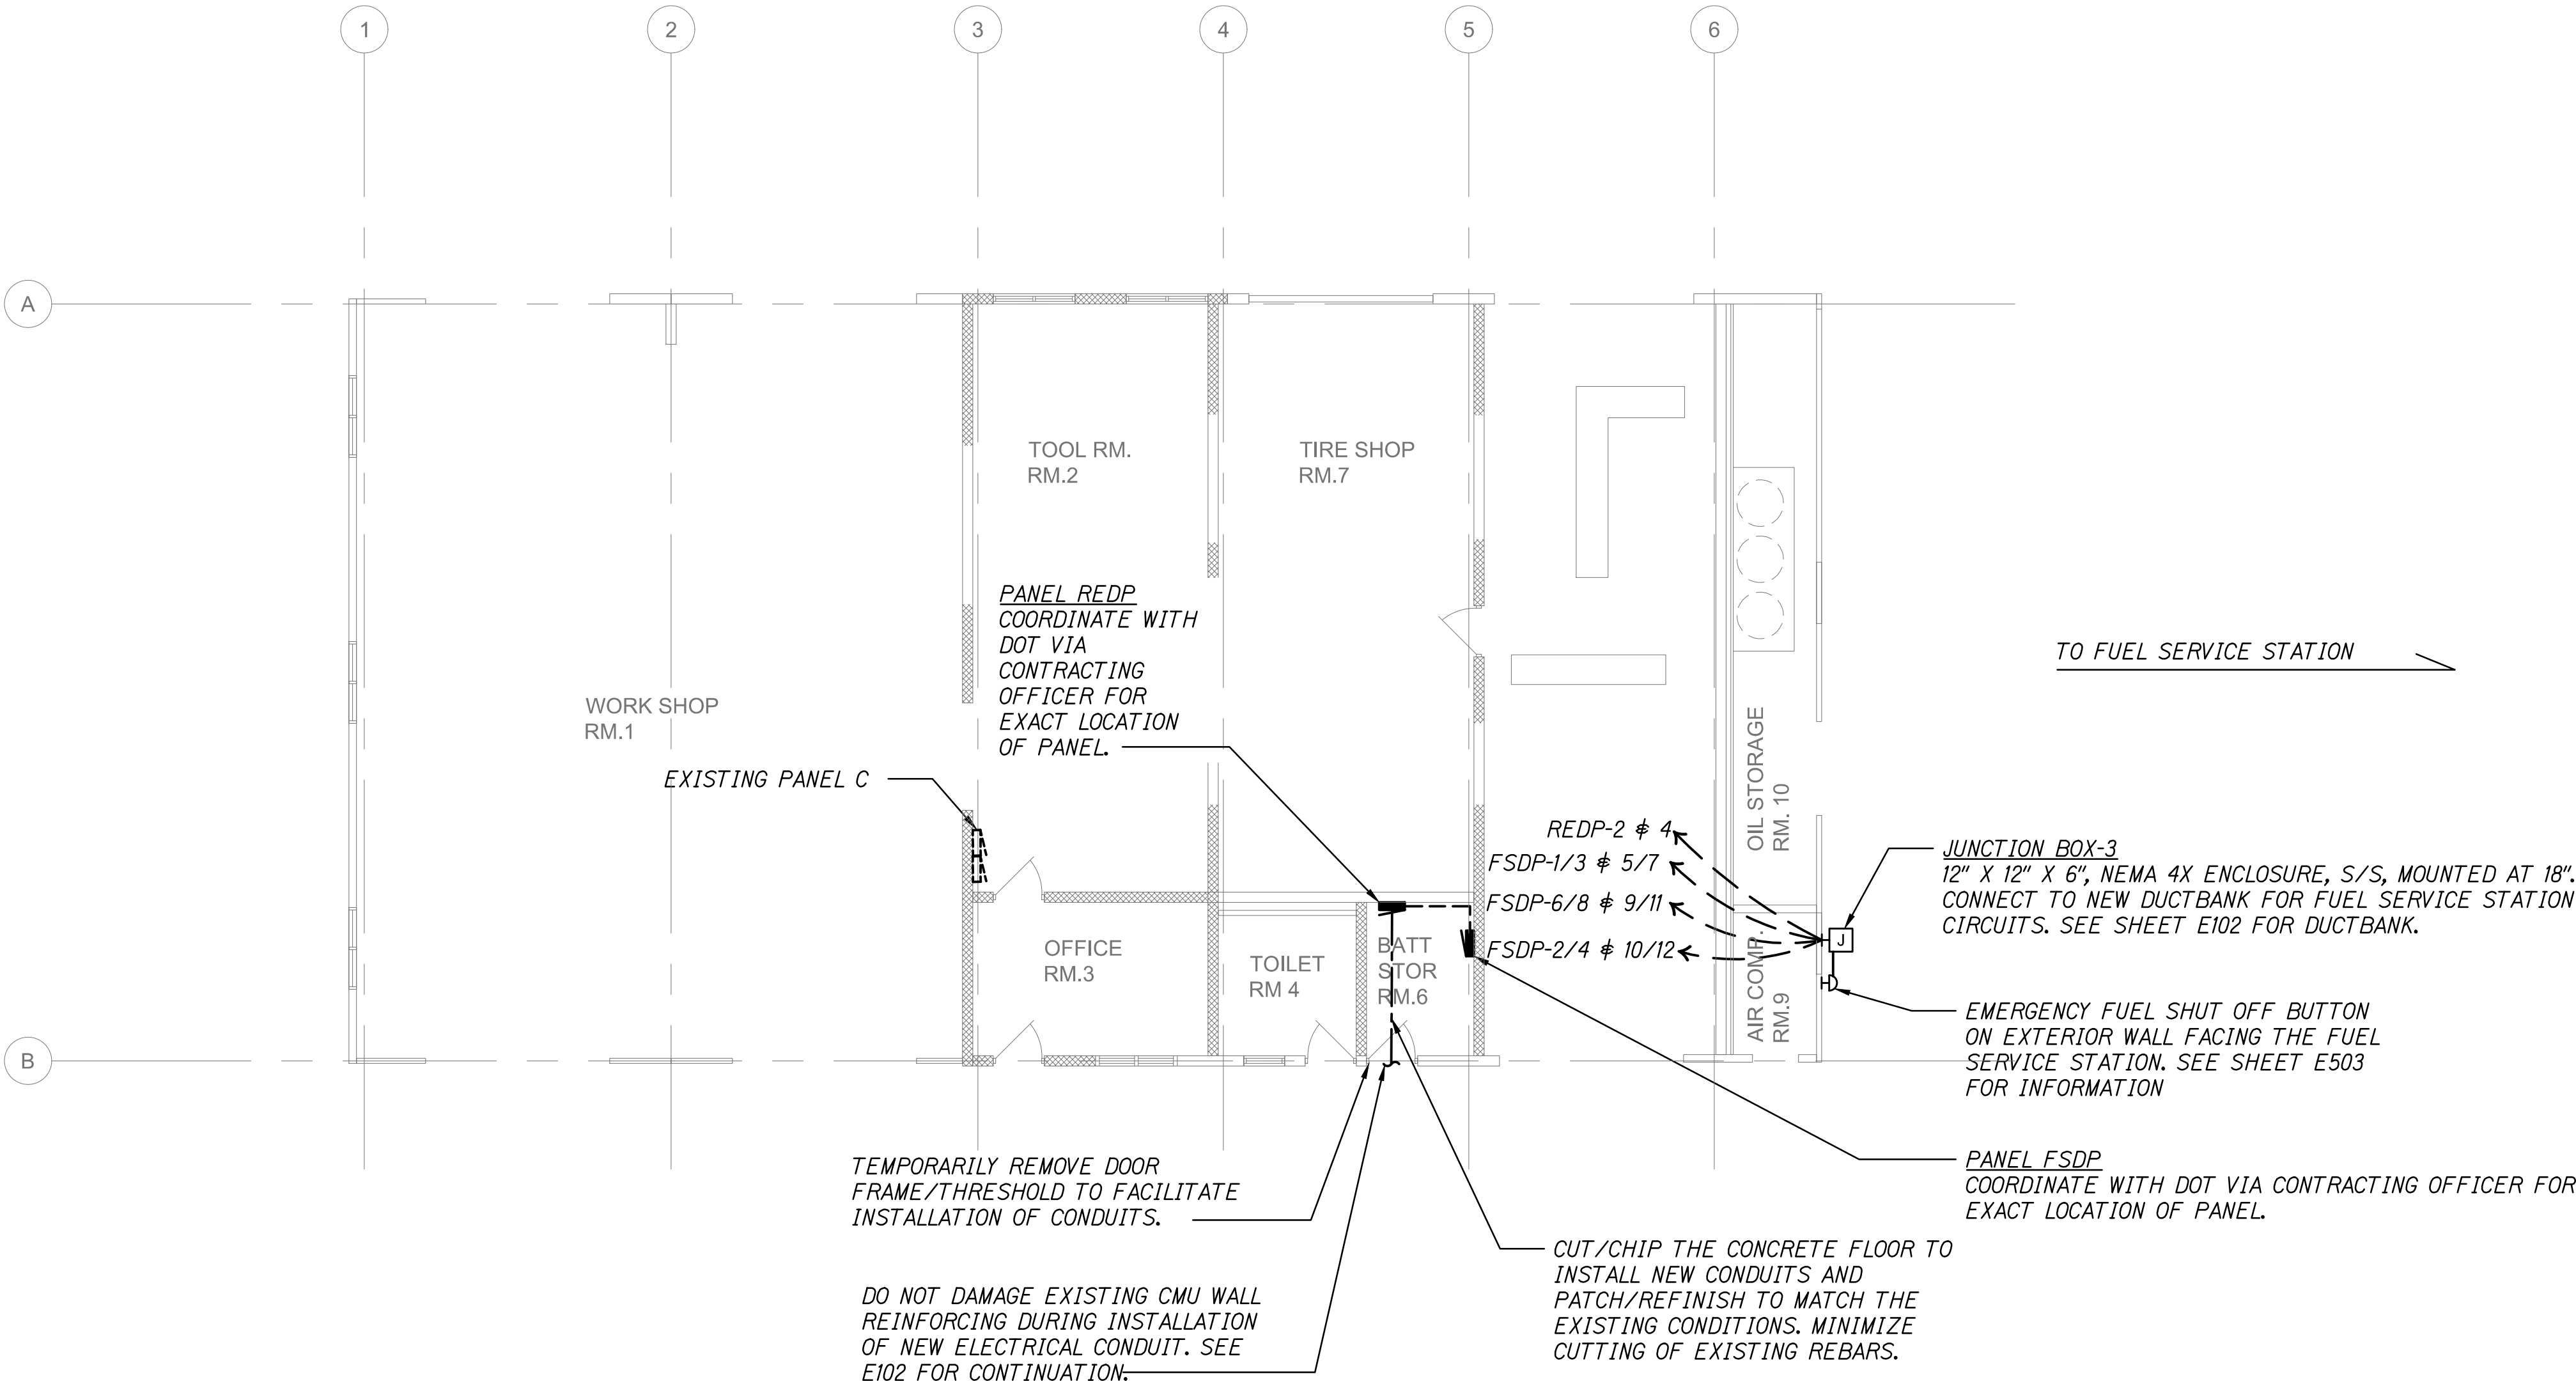 1
2
3
4
5
6
A
TOOL RM.
RM.2
TIRE SHOP
RM.7
PANEL REDP
COORDINATE WITH
DOT VIA
CONTRACTING
OFFICER FOR
EXACT LOCATION
OF PANEL.
TO FUEL SERVICE STATION
WORK SHOP
RM.1
EXISTING PANEL C
OIL STORAGE
RM. 10
REDP-2 & 4
FSDP-1/3 & 5/7
FSDP-6/8 & 9/11
FSDP-2/4 & 10/12
JUNCTION BOX-3
12" X 12" X 6", NEMA 4X ENCLOSURE, S/S, MOUNTED AT 18".
CONNECT TO NEW DUCTBANK FOR FUEL SERVICE STATION
CIRCUITS. SEE SHEET E102 FOR DUCTBANK.
J
OFFICE
RM.3
TOILET
RM 4
BATT
STOR
RM.6
AIR COMP.
RM.9
EMERGENCY FUEL SHUT OFF BUTTON
ON EXTERIOR WALL FACING THE FUEL
SERVICE STATION. SEE SHEET E503
FOR INFORMATION
B
TEMPORARILY REMOVE DOOR
FRAME/THRESHOLD TO FACILITATE
INSTALLATION OF CONDUITS.
PANEL FSDP
COORDINATE WITH DOT VIA CONTRACTING OFFICER FOR
EXACT LOCATION OF PANEL.
CUT/CHIP THE CONCRETE FLOOR TO
INSTALL NEW CONDUITS AND
PATCH/REFINISH TO MATCH THE
EXISTING CONDITIONS. MINIMIZE
CUTTING OF EXISTING REBARS.
DO NOT DAMAGE EXISTING CMU WALL
REINFORCING DURING INSTALLATION
OF NEW ELECTRICAL CONDUIT. SEE
E102 FOR CONTINUATION.